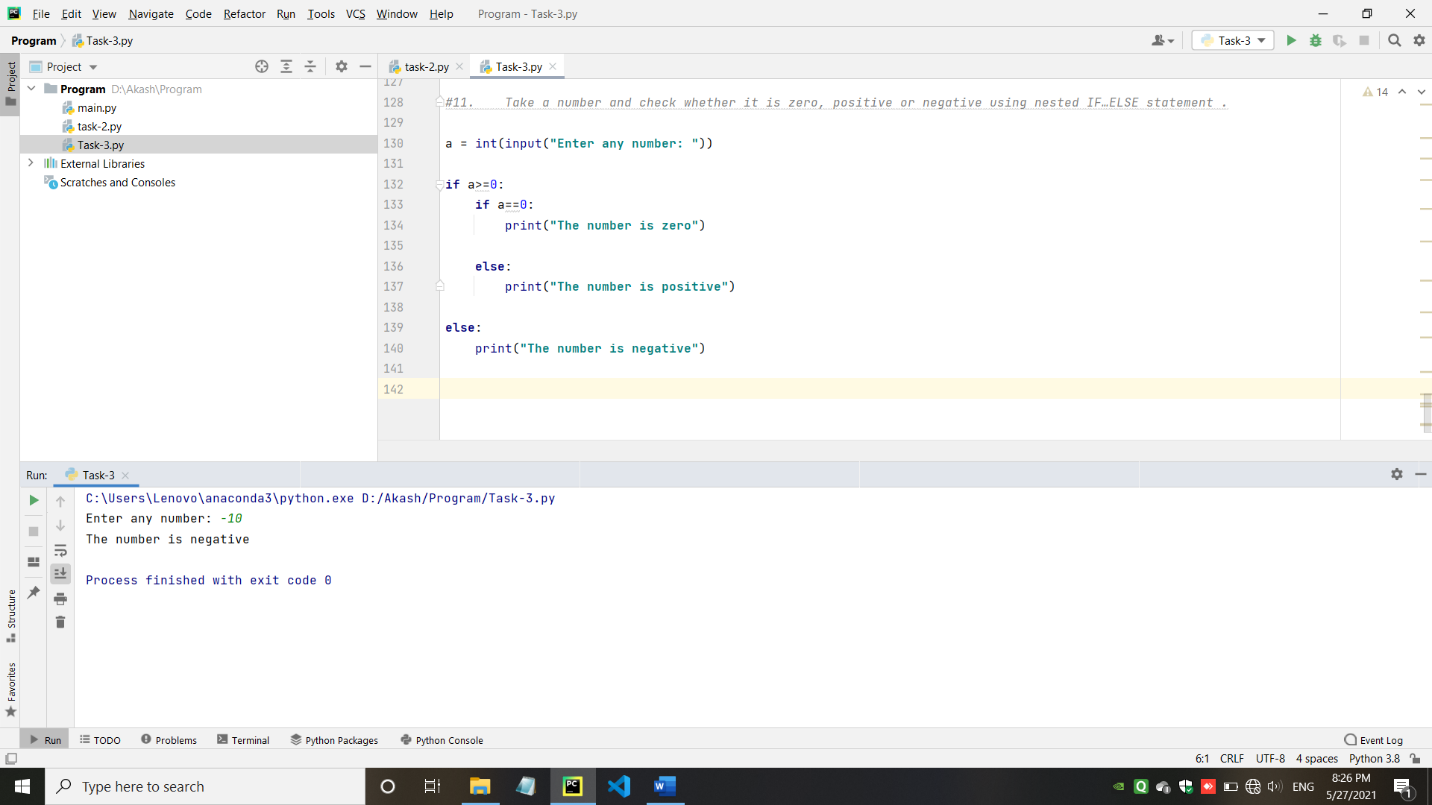 File Edit View Navigate Code Refactor Run Tools VCS Window Help Program - Task-3.py
Program Task-3.py
Task-3
Project
task-2.py
Task-3.py
Project
Program D:\Akash\Program
main.py
task-2.py
Task-3.py
External Libraries
Scratches and Consoles
127
128 #11. Take a number and check whether it is zero, positive or negative using nested IF…ELSE statement .
14
129
130 a = int(input("Enter any number: "))
131
132 if a>=0:
133 if a==0:
134 print("The number is zero")
135
136 else:
137 print("The number is positive")
138
139 else:
140 print("The number is negative")
141
142
Run: Task-3
C:\Users\Lenovo\anaconda3\python.exe D:/Akash/Program/Task-3.py
Enter any number: -10
The number is negative
Process finished with exit code 0
Structure
Favorites
Run TODO Problems Terminal Python Packages Python Console Event Log
6:1 CRLF UTF-8 4 spaces Python 3.8
Type here to search
PC
ENG
8:26 PM
5/27/2021
1